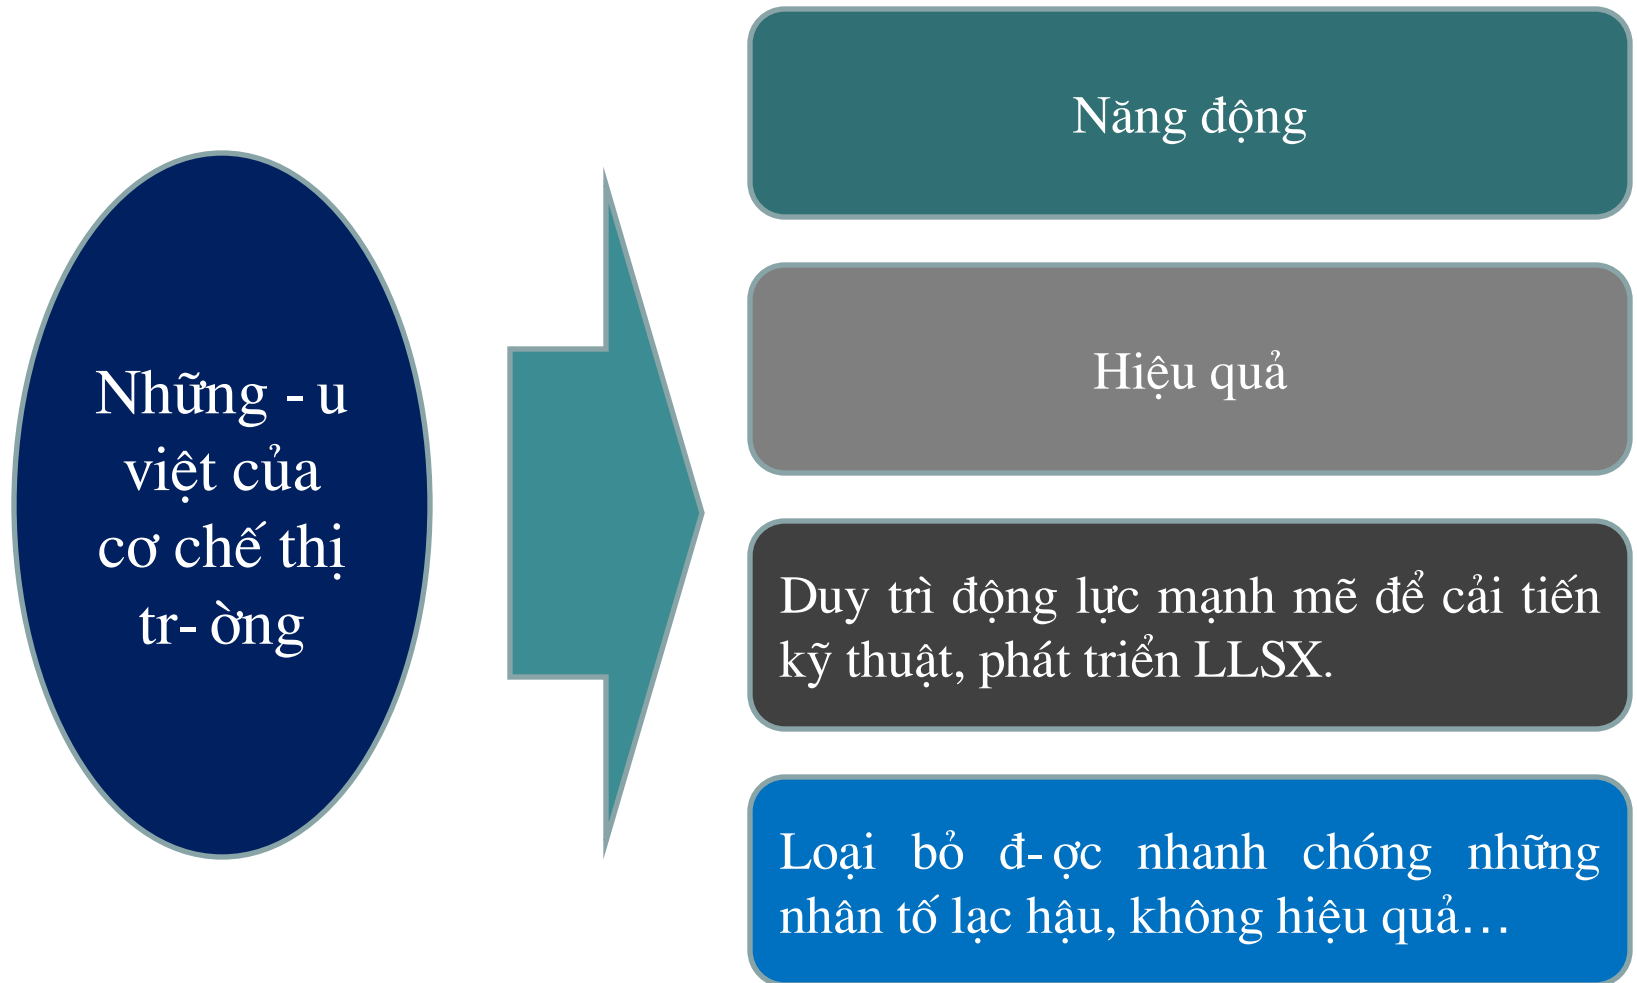 Những - u
việt của
cơ chế thị
tr- ờng
Năng động
Hiệu quả
Duy trì động lực mạnh mẽ để cải tiến
kỹ thuật, phát triển LLSX.
Loại bỏ đ- ợc nhanh chóng những
nhân tố lạc hậu, không hiệu quả…